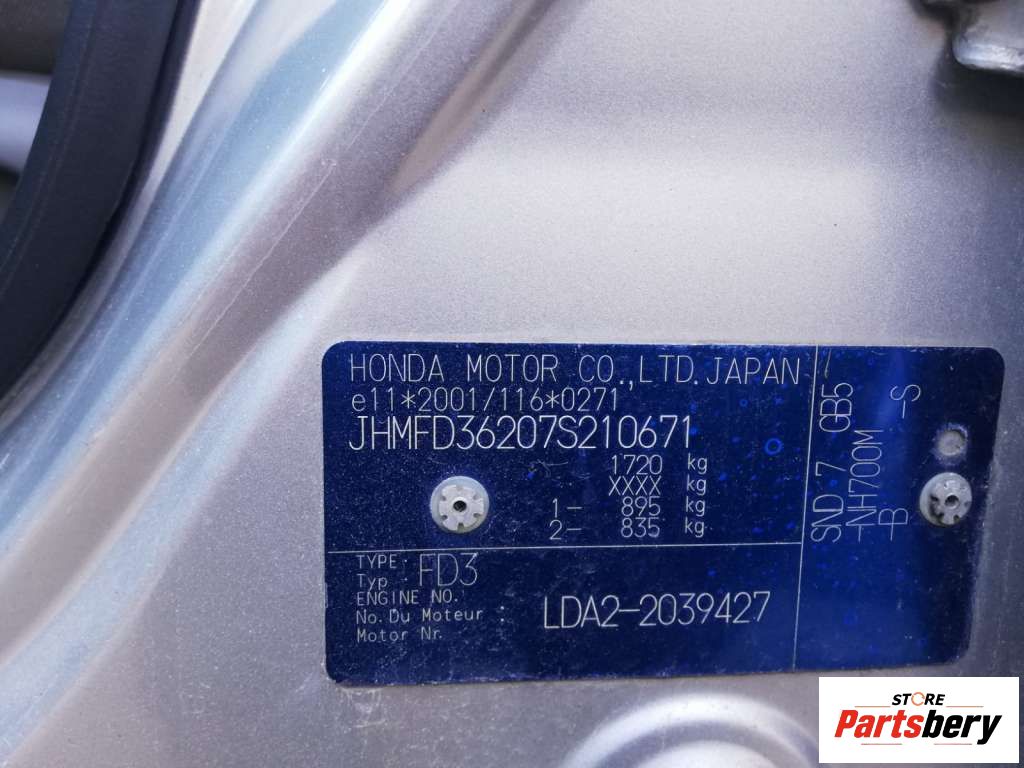 HONDA MOTOR CO.,LTD.JAPAN
e11*2001/116*0271
JHMFD36207S210671
1720 kg
XXXX kg
1- 895 kg
2- 835 kg
TYPE : FD3
Typ
ENGINE NO.
No.Du Moteur : LDA2-2039427
Motor Nr.
SND 7 GB5
-NH700M
-B -S
STORE
Partsbery